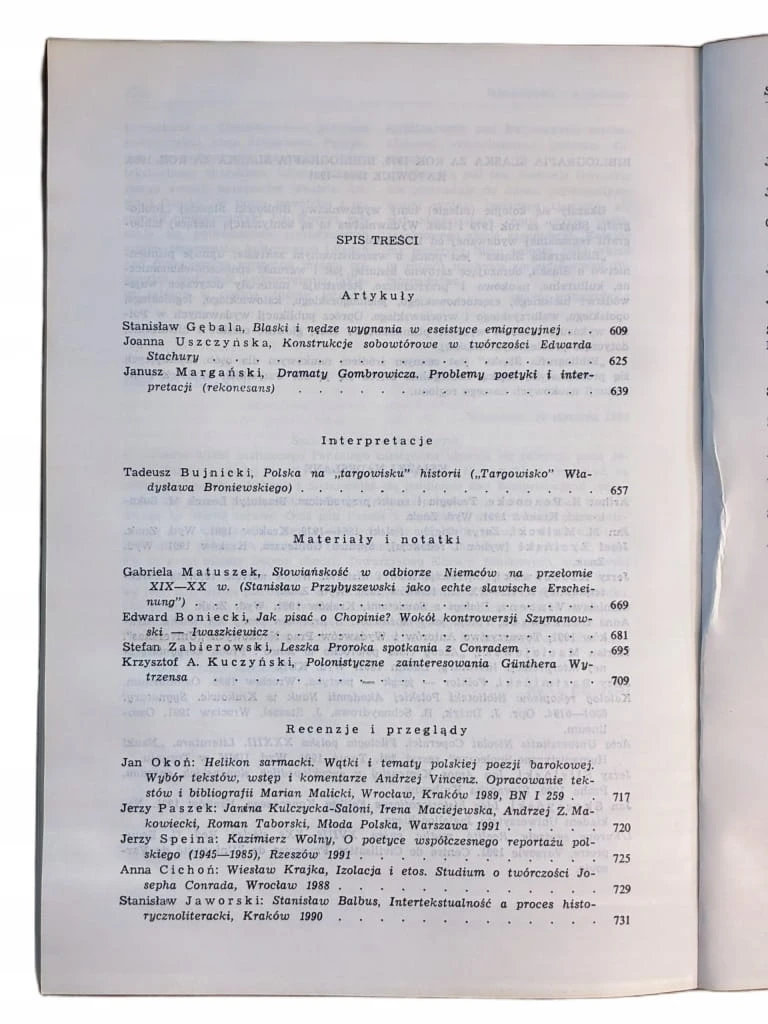 SPIS TREŚCI
Artykuły
Stanisław Gębala, Blaski i nędze wygnania w eseistyce emigracyjnej . . 609
Joanna Uszczyńska, Konstrukcje sobowtórowe w twórczości Edwarda
Stachury . . . . . . . . . . . . . . . 625
Janusz Margański, Dramaty Gombrowicza. Problemy poetyki i inter-
pretacji (rekonesans) . . . . . . . . . . . . 639
Interpretacje
Tadeusz Bujnicki, Polska na „targowisku” historii („Targowisko” Wła-
dysława Broniewskiego) . . . . . . . . . . . . 657
Materiały i notatki
Gabriela Matuszek, Słowiańskość w odbiorze Niemców na przełomie
XIX—XX w. (Stanisław Przybyszewski jako echte slawische Erschei-
nung”) . . . . . . . . . . . . . . . . 669
Edward Boniecki, Jak pisać o Chopinie? Wokół kontrowersji Szymanow-
ski — Iwaszkiewicz . . . . . . . . . . . . . 681
Stefan Zabierowski, Leszka Proroka spotkania z Conradem . . . . 695
Krzysztof A. Kuczyński, Polonistyczne zainteresowania Günthera Wy-
trzensa . . . . . . . . . . . . . . . . 709
Recenzje i przeglądy
Jan Okoń: Helikon sarmacki. Wątki i tematy polskiej poezji barokowej.
Wybór tekstów, wstęp i komentarze Andrzej Vincenz. Opracowanie tek-
stów i bibliografii Marian Malicki, Wrocław, Kraków 1989, BN I 259 . 717
Jerzy Paszek: Janina Kulczycka-Saloni, Irena Maciejewska, Andrzej Z. Ma-
kowiecki, Roman Taborski, Młoda Polska, Warszawa 1991 . . . . 720
Jerzy Speina: Kazimierz Wolny, O poetyce współczesnego reportażu pol-
skiego (1945—1985), Rzeszów 1991 . . . . . . . . . 725
Anna Cichoń: Wiesław Krajka, Izolacja i etos. Studium o twórczości Jo-
sepha Conrada, Wrocław 1988 . . . . . . . . . . 729
Stanisław Jaworski: Stanisław Balbus, Intertekstualność a proces histo-
rycznoliteracki, Kraków 1990 . . . . . . . . . . 731